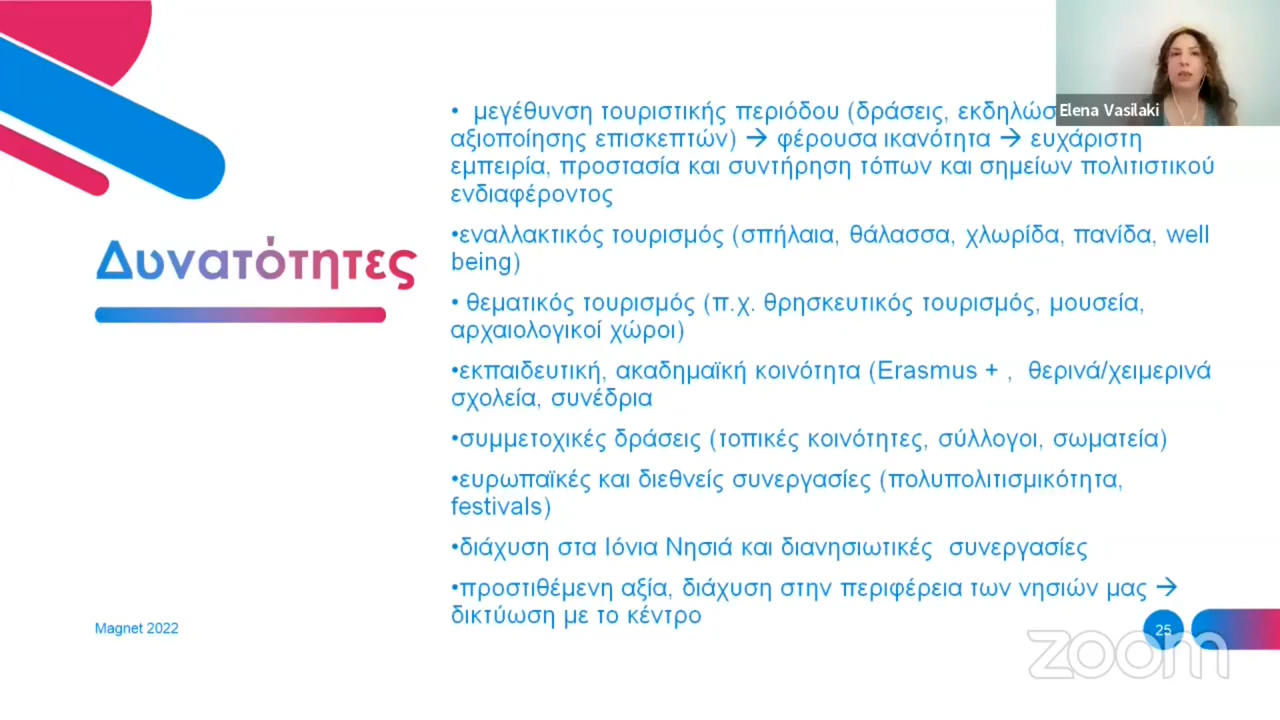 Elena Vasilaki
Δυνατότητες
• μεγέθυνση τουριστικής περιόδου (δράσεις,
αξιοποίησης επισκεπτών) → φέρουσα ικανότητα → ευχάριστη
εμπειρία, προστασία και συντήρηση τόπων και σημείων πολιτιστικού
ενδιαφέροντος
•εναλλακτικός τουρισμός (σπήλαια, θάλασσα, χλωρίδα, πανίδα, well
being)
• θεματικός τουρισμός (π.χ. θρησκευτικός τουρισμός, μουσεία,
αρχαιολογικοί χώροι)
•εκπαιδευτική, ακαδημαϊκή κοινότητα (Erasmus + , θερινά/χειμερινά
σχολεία, συνέδρια
•συμμετοχικές δράσεις (τοπικές κοινότητες, σύλλογοι, σωματεία)
•ευρωπαϊκές και διεθνείς συνεργασίες (πολυπολιτισμικότητα,
festivals)
•διάχυση στα Ιόνια Νησιά και διανησιωτικές συνεργασίες
•προστιθέμενη αξία, διάχυση στην περιφέρεια των νησιών μας →
δικτύωση με το κέντρο
Magnet 2022
25
zoom